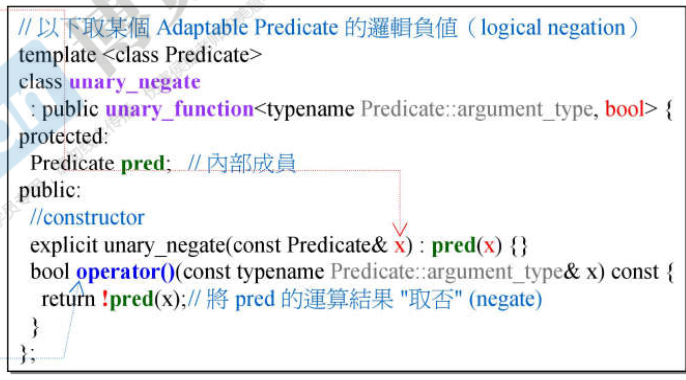 // 以下取某個 Adaptable Predicate 的邏輯負值（logical negation）
template <class Predicate>
class unary_negate
: public unary_function<typename Predicate::argument_type, bool> {
protected:
Predicate pred; // 內部成員
public:
//constructor
explicit unary_negate(const Predicate& x) : pred(x) {}
bool operator()(const typename Predicate::argument_type& x) const {
return !pred(x);// 將 pred 的運算結果 "取否" (negate)
}
};